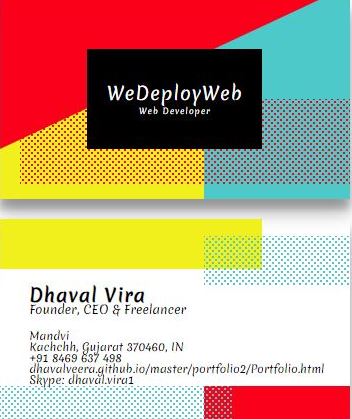 WeDeployWeb
Web Developer
Dhaval Vira
Founder, CEO & Freelancer
Mandvi
Kachchh, Gujarat 370460, IN
+91 8469 637 498
dhavalveera.github.io/master/portfolio2/Portfolio.html
Skype: dhaval.vira1